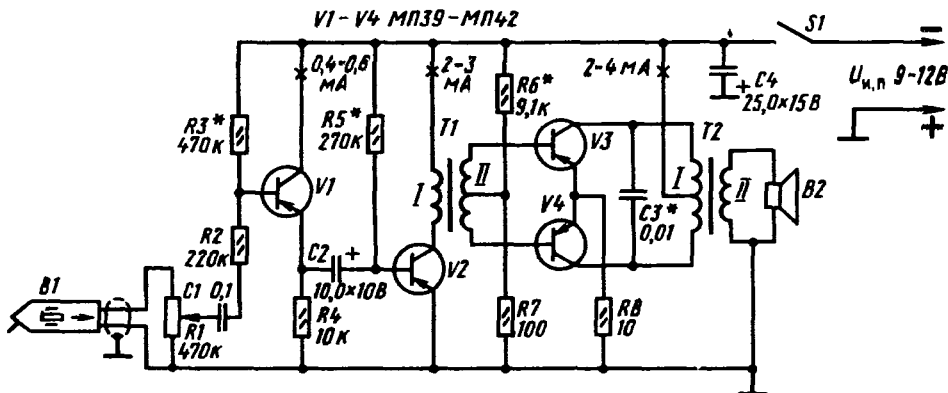 V1-V4 МП39-МП42
S1
–
0,4-0,6
мА
2-3
мА
2-4 мА
Uи.п 9-12В
+
R3*
470к
R5*
270к
R6*
9,1к
+ C4
25,0×15В
T1
T2
V1
I
II
V3
I
II
B2
R2
220к
V4
C3*
0,01
C2 +
10,0×10В
V2
B1
C1 0,1
R1
470к
R4
10к
R7
100
R8
10